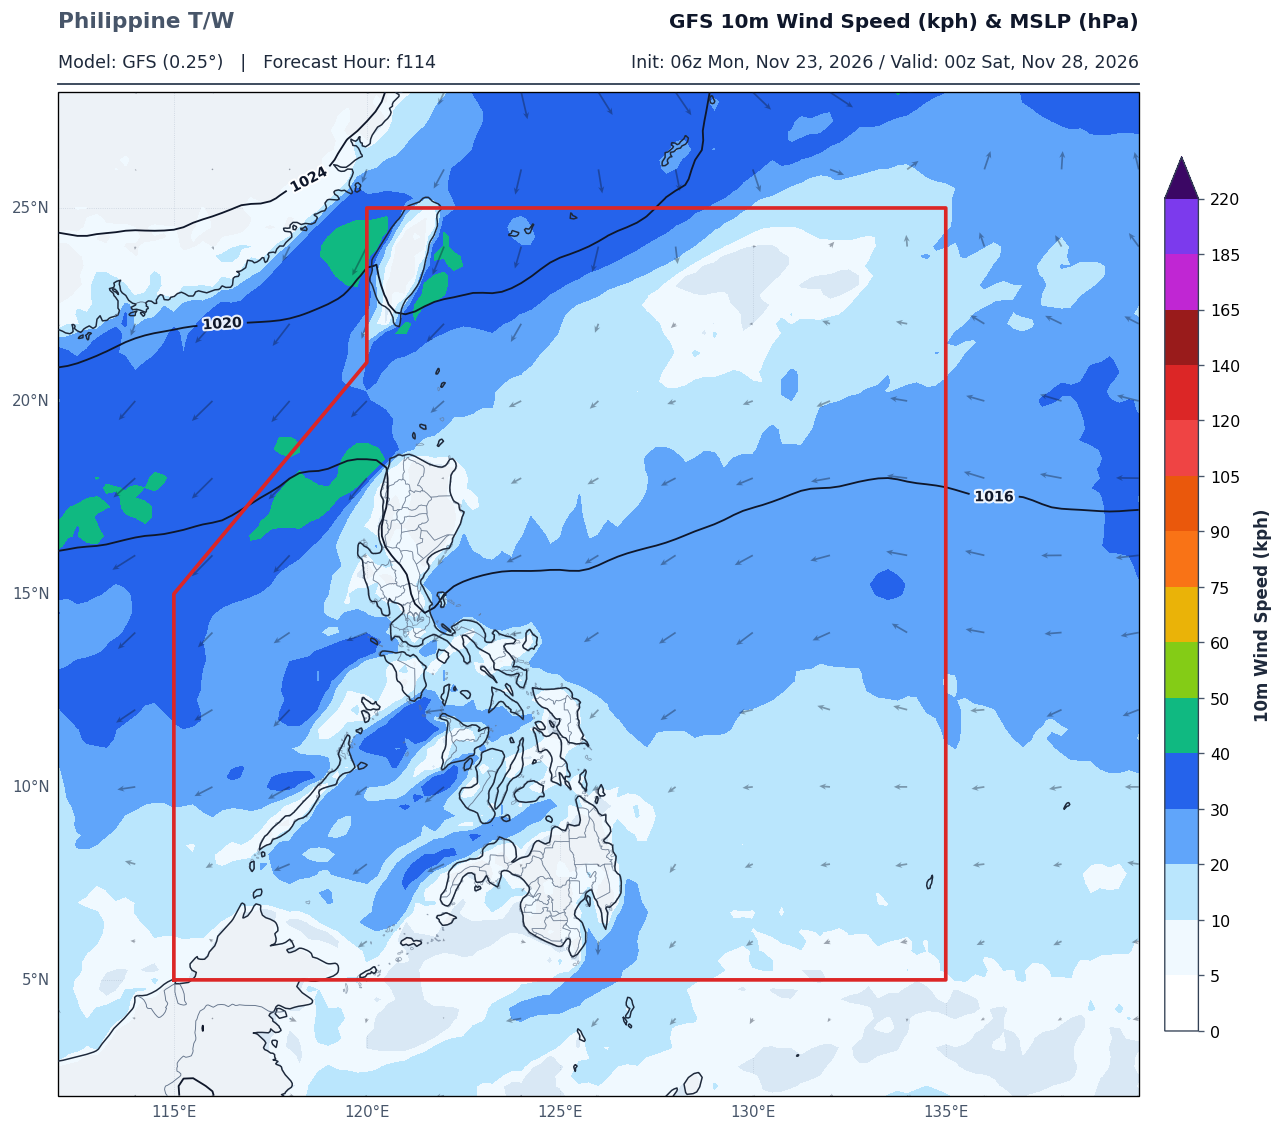 Philippine T/W
GFS 10m Wind Speed (kph) & MSLP (hPa)
Model: GFS (0.25°)   |   Forecast Hour: f114
Init: 06z Mon, Nov 23, 2026 / Valid: 00z Sat, Nov 28, 2026
1024
1020
1016
25°N
20°N
15°N
10°N
5°N
115°E
120°E
125°E
130°E
135°E
220
185
165
140
120
105
90
75
60
50
40
30
20
10
5
0
10m Wind Speed (kph)